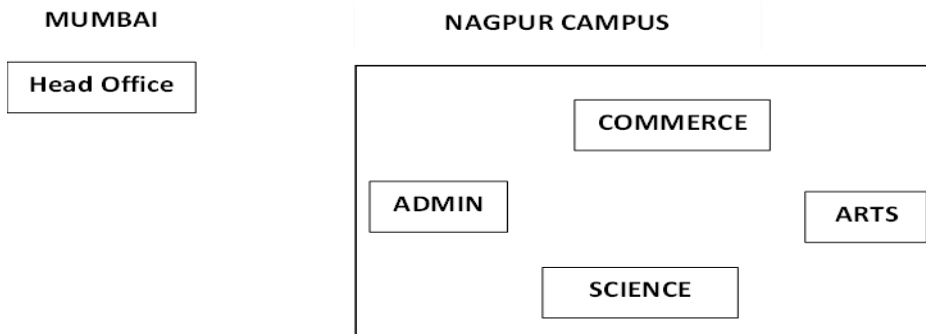 MUMBAI
NAGPUR CAMPUS
Head Office
COMMERCE
ADMIN
ARTS
SCIENCE